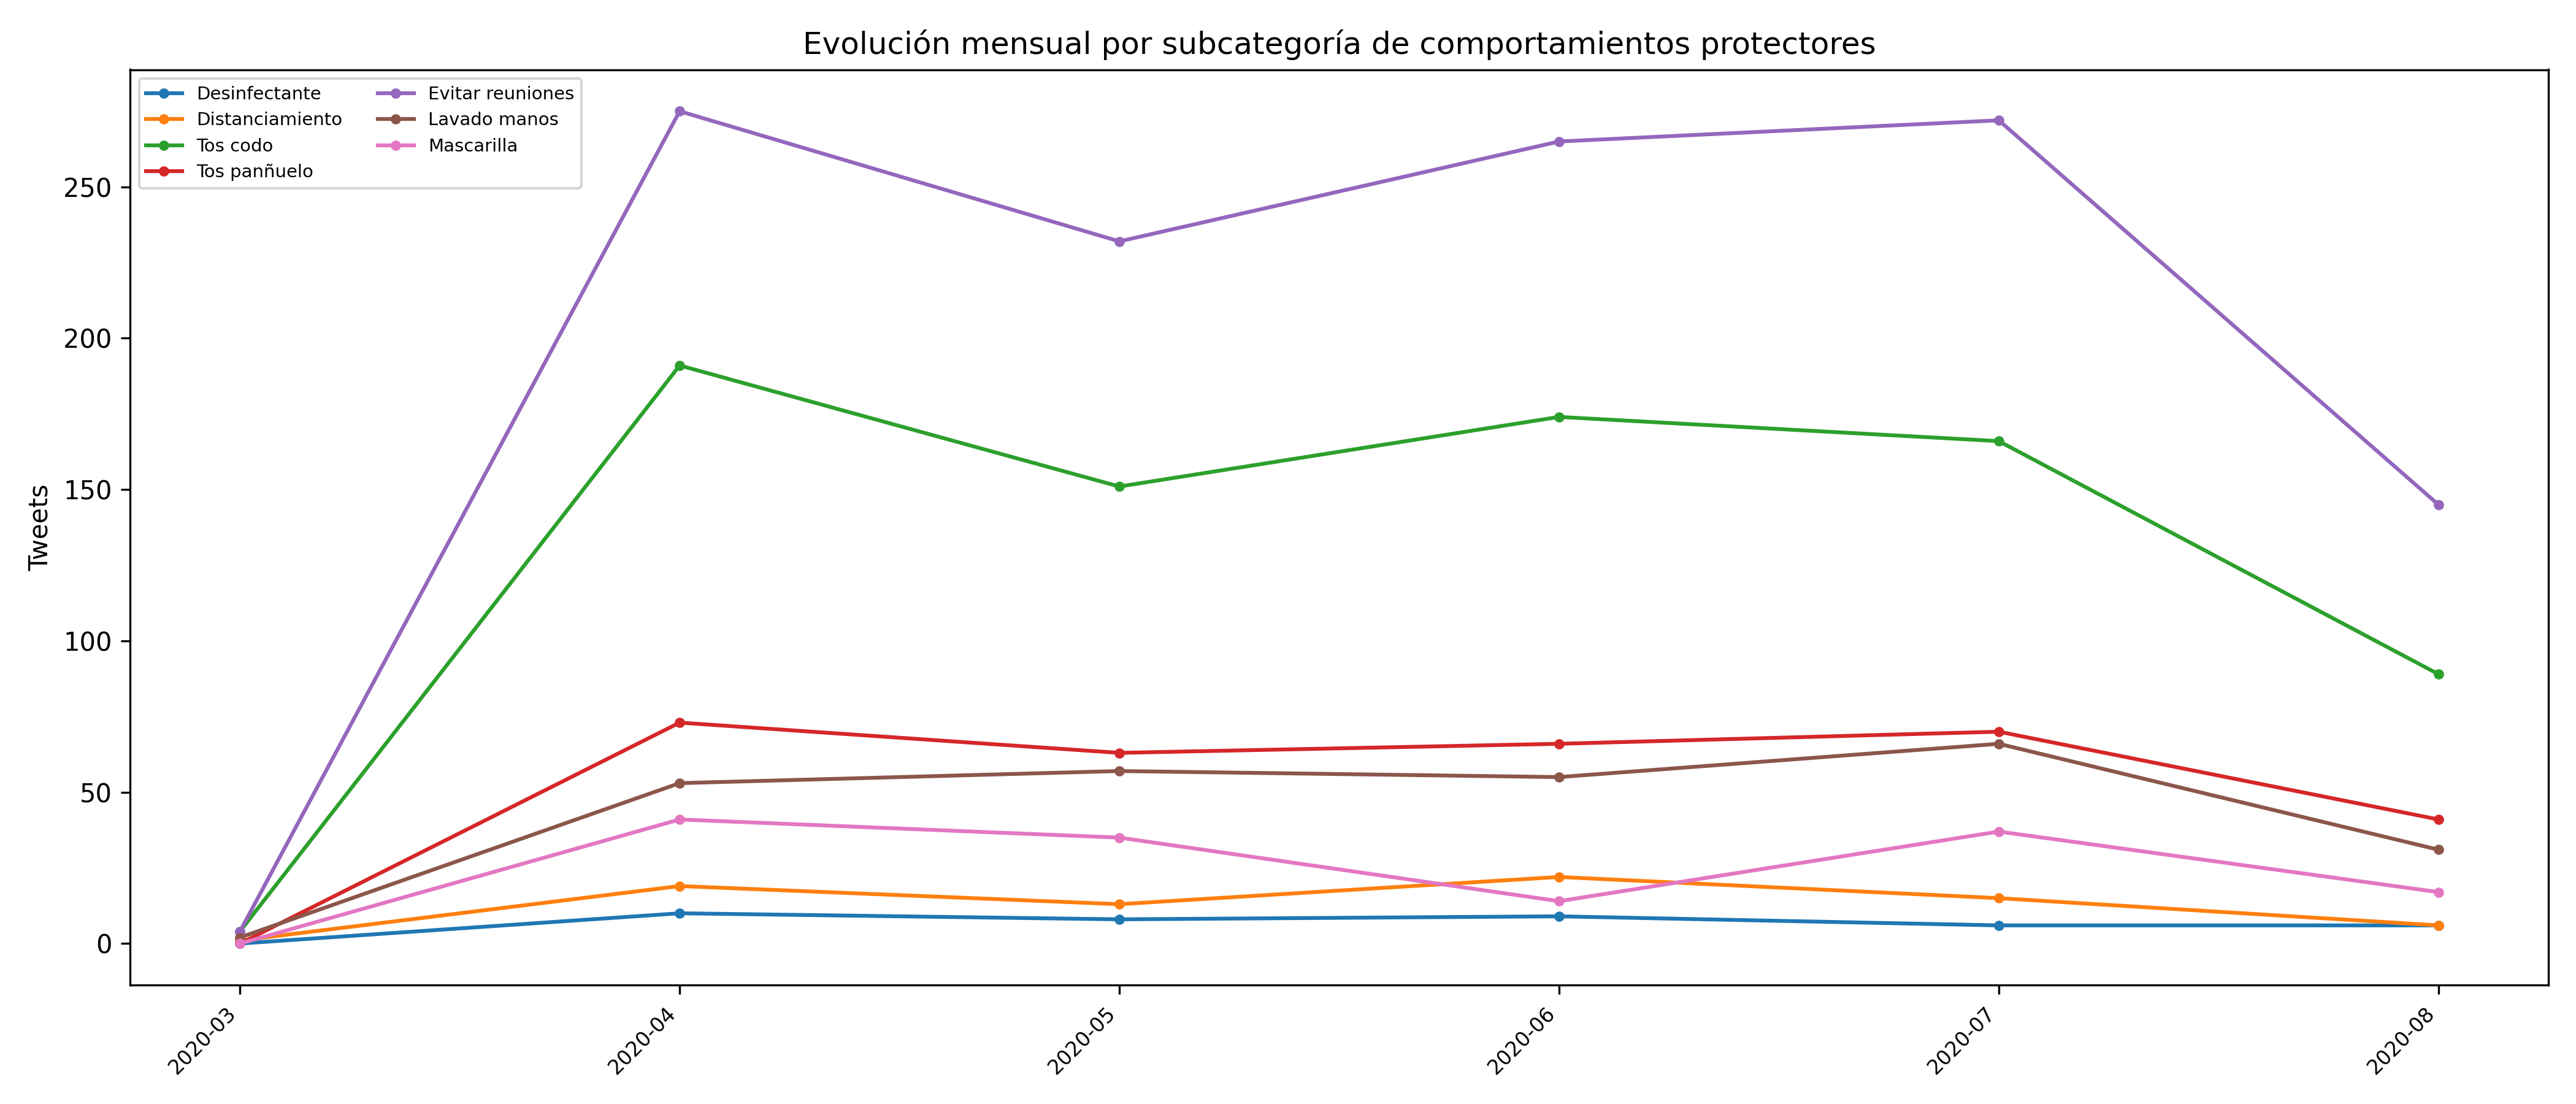 Evolución mensual por subcategoría de comportamientos protectores
Desinfectante
Distanciamiento
Tos codo
Tos panñuelo
Evitar reuniones
Lavado manos
Mascarilla
Tweets
250
200
150
100
50
0
2020-03
2020-04
2020-05
2020-06
2020-07
2020-08